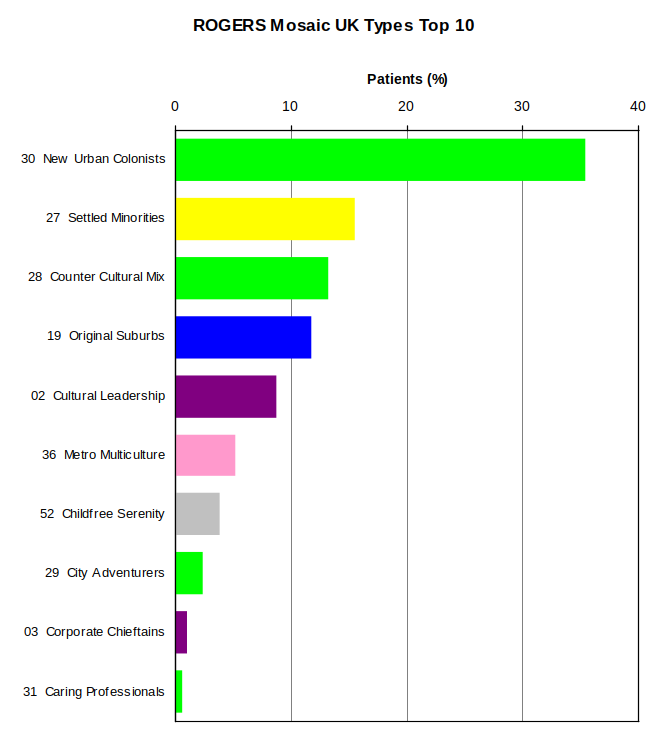 ROGERS Mosaic UK Types Top 10
Patients (%)
0 10 20 30 40
30 New Urban Colonists
27 Settled Minorities
28 Counter Cultural Mix
19 Original Suburbs
02 Cultural Leadership
36 Metro Multiculture
52 Childfree Serenity
29 City Adventurers
03 Corporate Chieftains
31 Caring Professionals